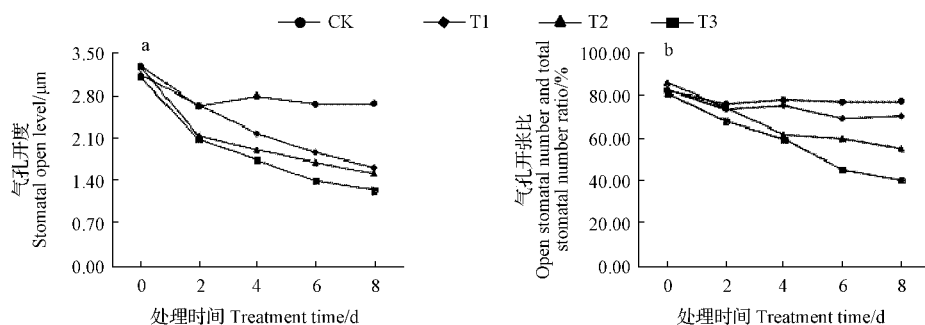 CK T1 T2 T3
a
3.50
2.80
2.10
1.40
0.70
0.00
气孔开度
Stomatal open level/μm
0 2 4 6 8
处理时间 Treatment time/d
b
100.00
80.00
60.00
40.00
20.00
0.00
气孔开张比
Open stomatal number and total
stomatal number ratio/%
0 2 4 6 8
处理时间 Treatment time/d